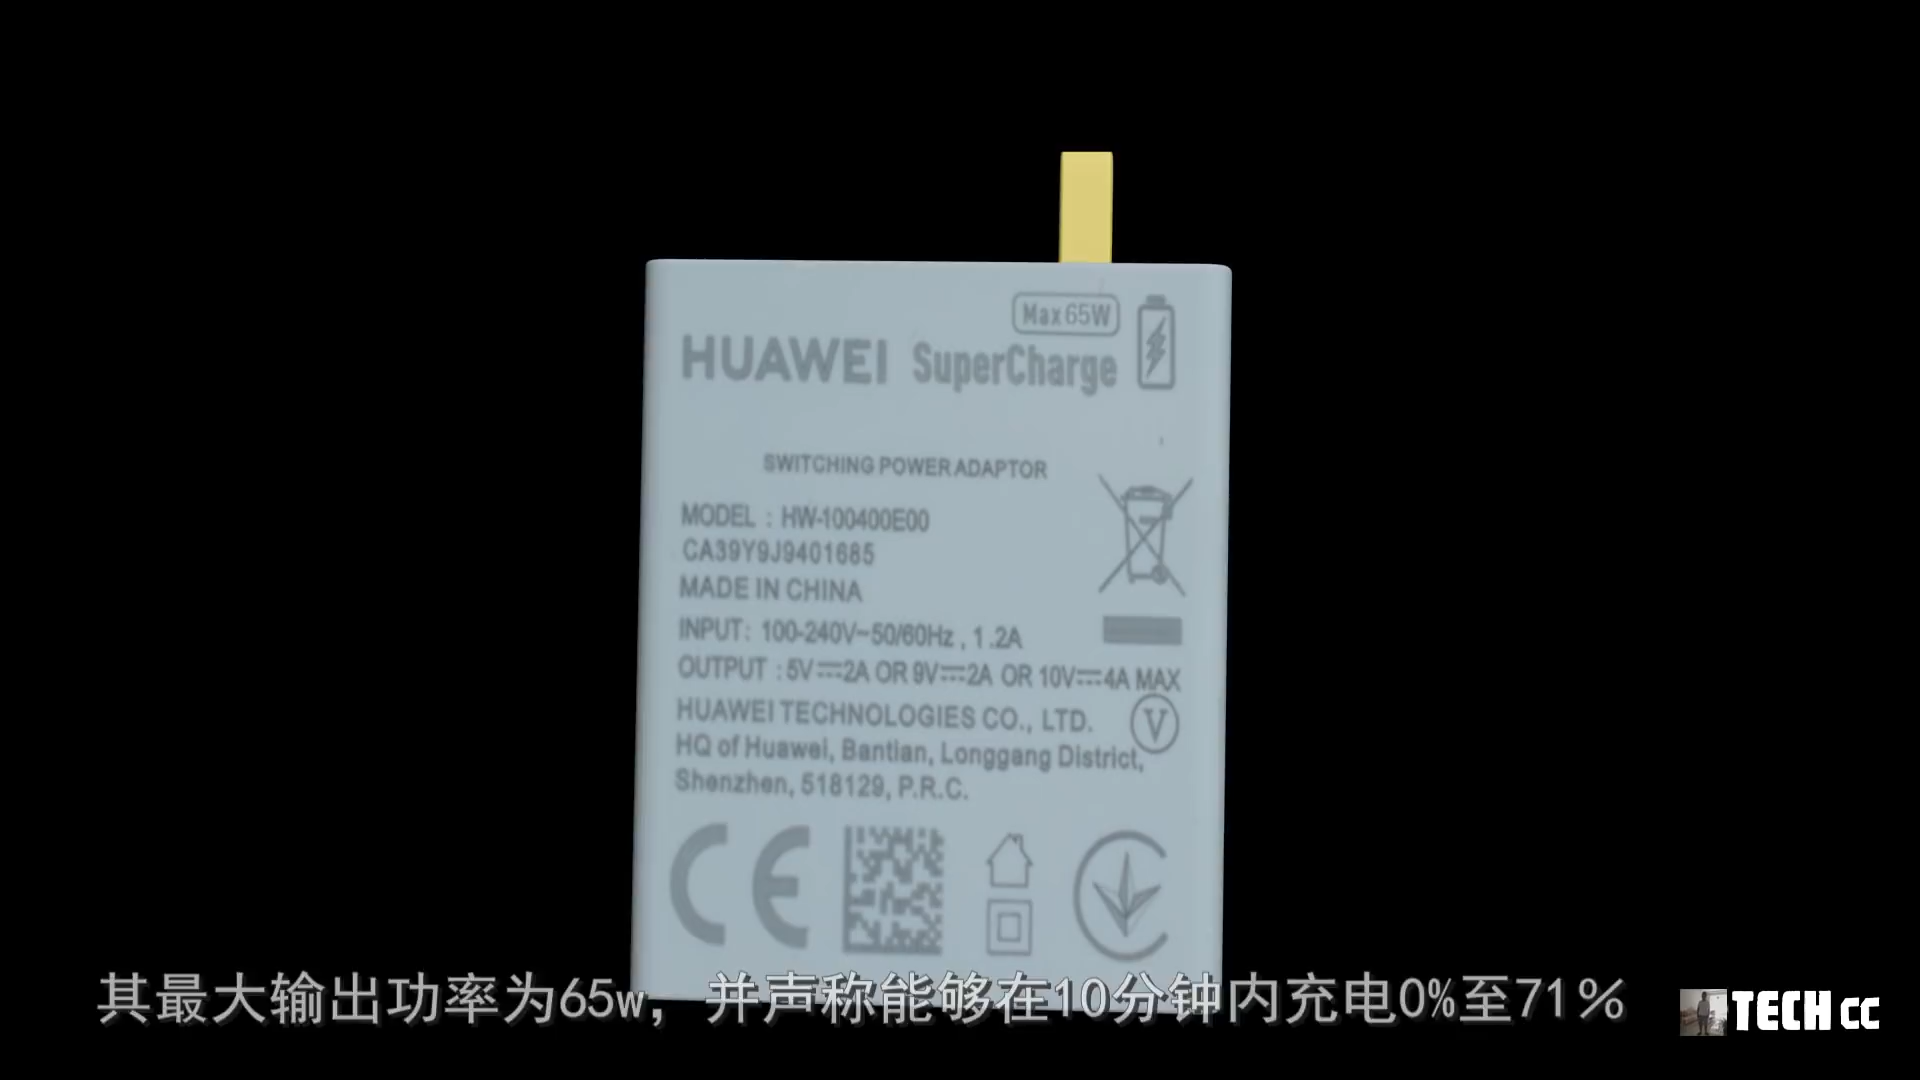 Max 65W
HUAWEI SuperCharge
SWITCHING POWER ADAPTOR
MODEL : HW-100400E00
CA39Y9J9401685
MADE IN CHINA
INPUT: 100-240V~50/60Hz , 1.2A
OUTPUT : 5V⎓2A OR 9V⎓2A OR 10V⎓4A MAX
HUAWEI TECHNOLOGIES CO., LTD.
V
HQ of Huawei, Bantian, Longgang District,
Shenzhen, 518129, P.R.C.
CE
其最大输出功率为65w，并声称能够在10分钟内充电0%至71%
TECH CC